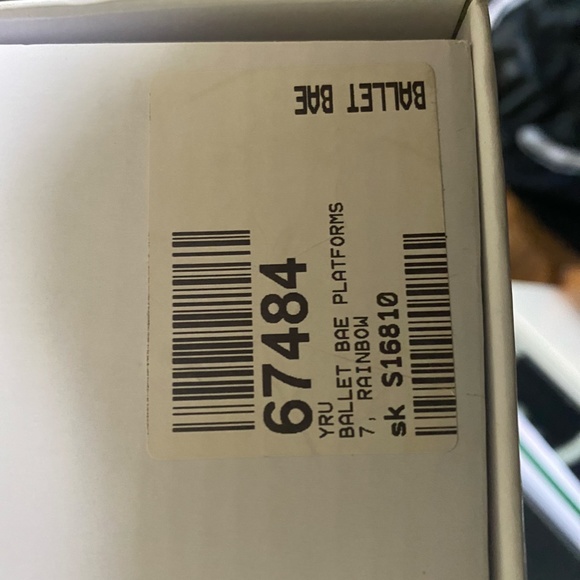 BALLET BAE
67484
YRU
BALLET BAE PLATFORMS
7, RAINBOW
sk S16810